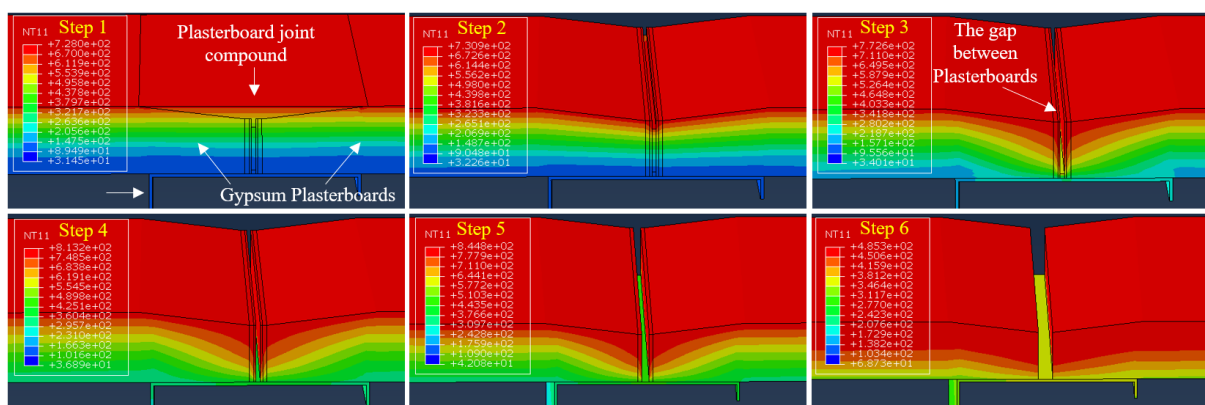 Step 1
NT11
+7.280e+02
+6.700e+02
+6.119e+02
+5.539e+02
+4.958e+02
+4.378e+02
+3.797e+02
+3.217e+02
+2.636e+02
+2.056e+02
+1.475e+02
+8.949e+01
+3.145e+01
Plasterboard joint
compound
Gypsum Plasterboards
Step 2
NT11
+7.309e+02
+6.726e+02
+6.144e+02
+5.562e+02
+4.980e+02
+4.398e+02
+3.816e+02
+3.233e+02
+2.651e+02
+2.069e+02
+1.487e+02
+9.048e+01
+3.226e+01
Step 3
NT11
+7.726e+02
+7.110e+02
+6.495e+02
+5.879e+02
+5.264e+02
+4.648e+02
+4.033e+02
+3.418e+02
+2.802e+02
+2.187e+02
+1.571e+02
+9.556e+01
+3.401e+01
The gap
between
Plasterboards
Step 4
NT11
+8.132e+02
+7.485e+02
+6.838e+02
+6.191e+02
+5.545e+02
+4.898e+02
+4.251e+02
+3.604e+02
+2.957e+02
+2.310e+02
+1.663e+02
+1.016e+02
+3.689e+01
Step 5
NT11
+8.448e+02
+7.779e+02
+7.110e+02
+6.441e+02
+5.772e+02
+5.103e+02
+4.435e+02
+3.766e+02
+3.097e+02
+2.428e+02
+1.759e+02
+1.090e+02
+4.208e+01
Step 6
NT11
+4.853e+02
+4.506e+02
+4.159e+02
+3.812e+02
+3.464e+02
+3.117e+02
+2.770e+02
+2.423e+02
+2.076e+02
+1.729e+02
+1.382e+02
+1.034e+02
+6.873e+01